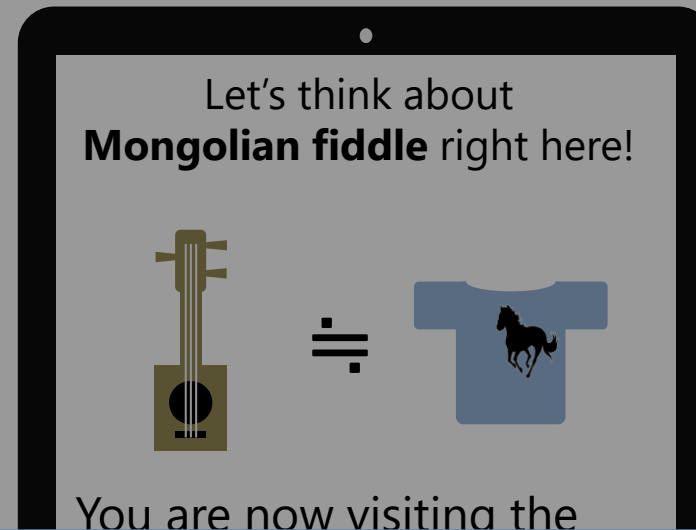 Let's think about
Mongolian fiddle right here!
≒
You are now visiting the